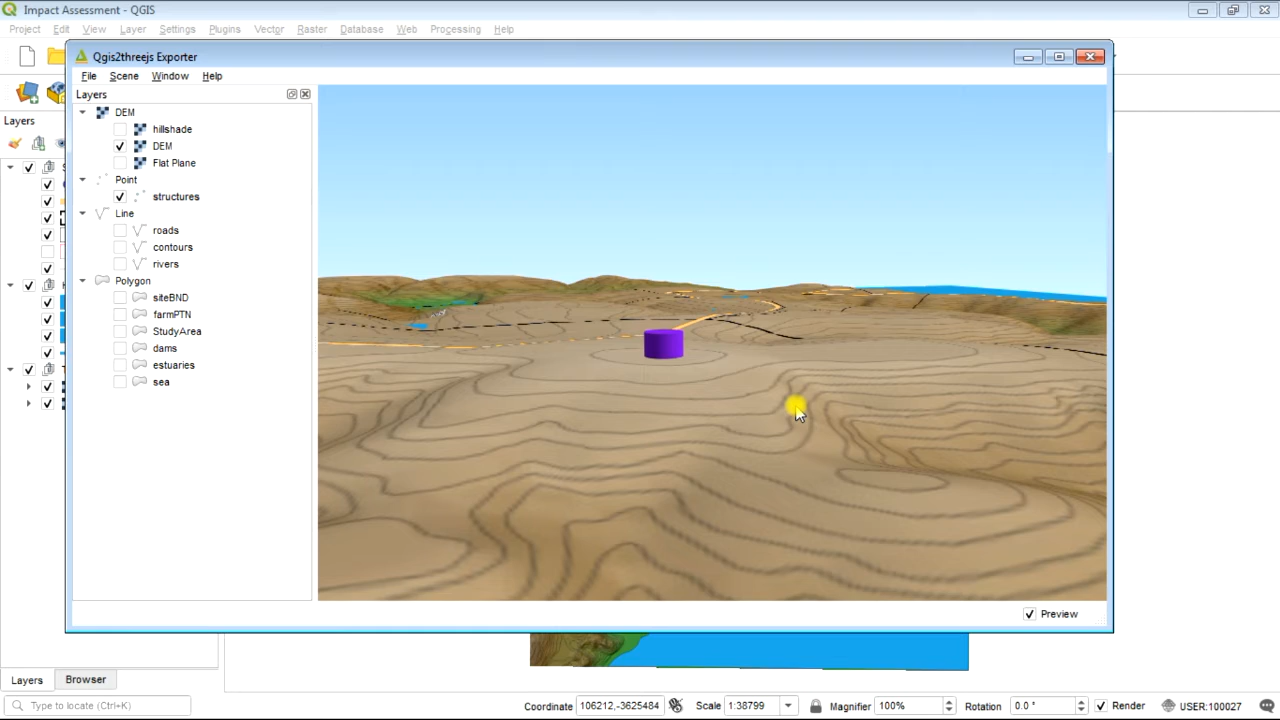 Impact Assessment - QGIS
Project Edit View Layer Settings Plugins Vector Raster Database Web Processing Help
Qgis2threejs Exporter
File Scene Window Help
Layers
DEM
hillshade
DEM
Flat Plane
Point
structures
Line
roads
contours
rivers
Polygon
siteBND
farmPTN
StudyArea
dams
estuaries
sea
Preview
Layers
Layers Browser
Type to locate (Ctrl+K) Coordinate 106212,-3625484 Scale 1:38799 Magnifier 100% Rotation 0.0 ° Render USER:100027